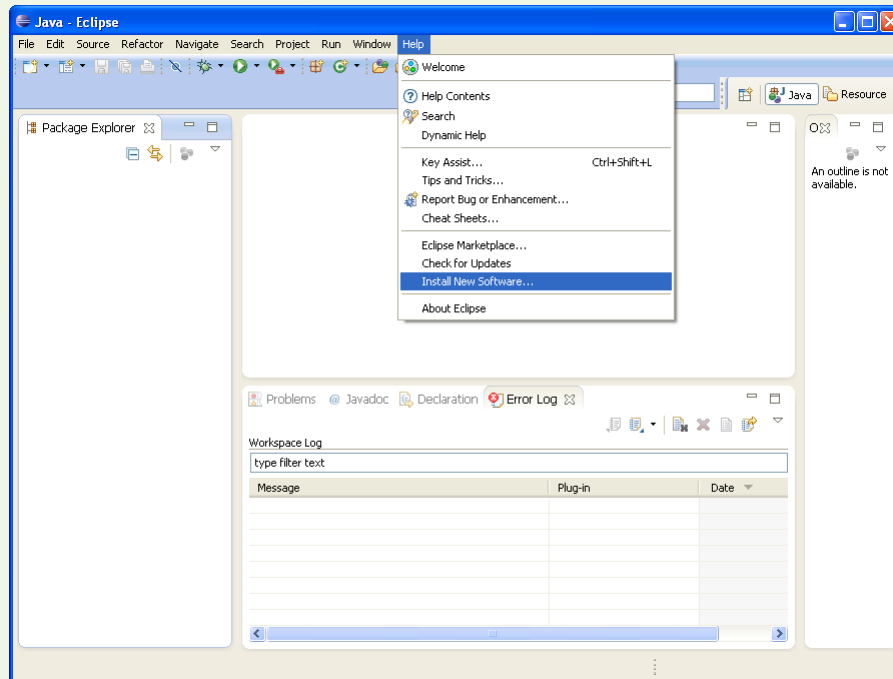 Java - Eclipse
File Edit Source Refactor Navigate Search Project Run Window Help
Welcome
Help Contents
Search
Dynamic Help
Key Assist... Ctrl+Shift+L
Tips and Tricks...
Report Bug or Enhancement...
Cheat Sheets...
Eclipse Marketplace...
Check for Updates
Install New Software...
About Eclipse
Java Resource
Package Explorer
O
An outline is not
available.
Problems @ Javadoc Declaration Error Log
Workspace Log
type filter text
Message Plug-in Date